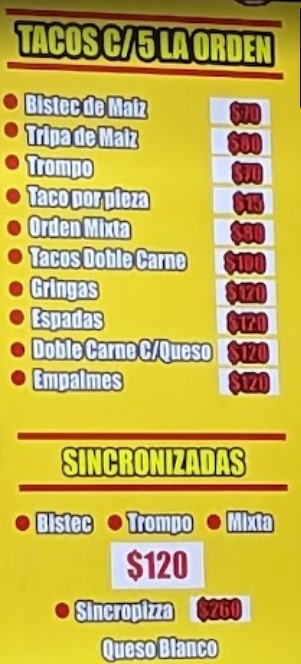 TACOS C/ 5 LA ORDEN
Bistec de Maiz $70
Tripa de Maiz $80
Trompo $70
Taco por pieza $15
Orden Mixta $80
Tacos Doble Carne $100
Gringas $120
Espadas $120
Doble Carne C/Queso $120
Empalmes $120
SINCRONIZADAS
Bistec Trompo Mixta
$120
Sincropizza $260
Queso Blanco